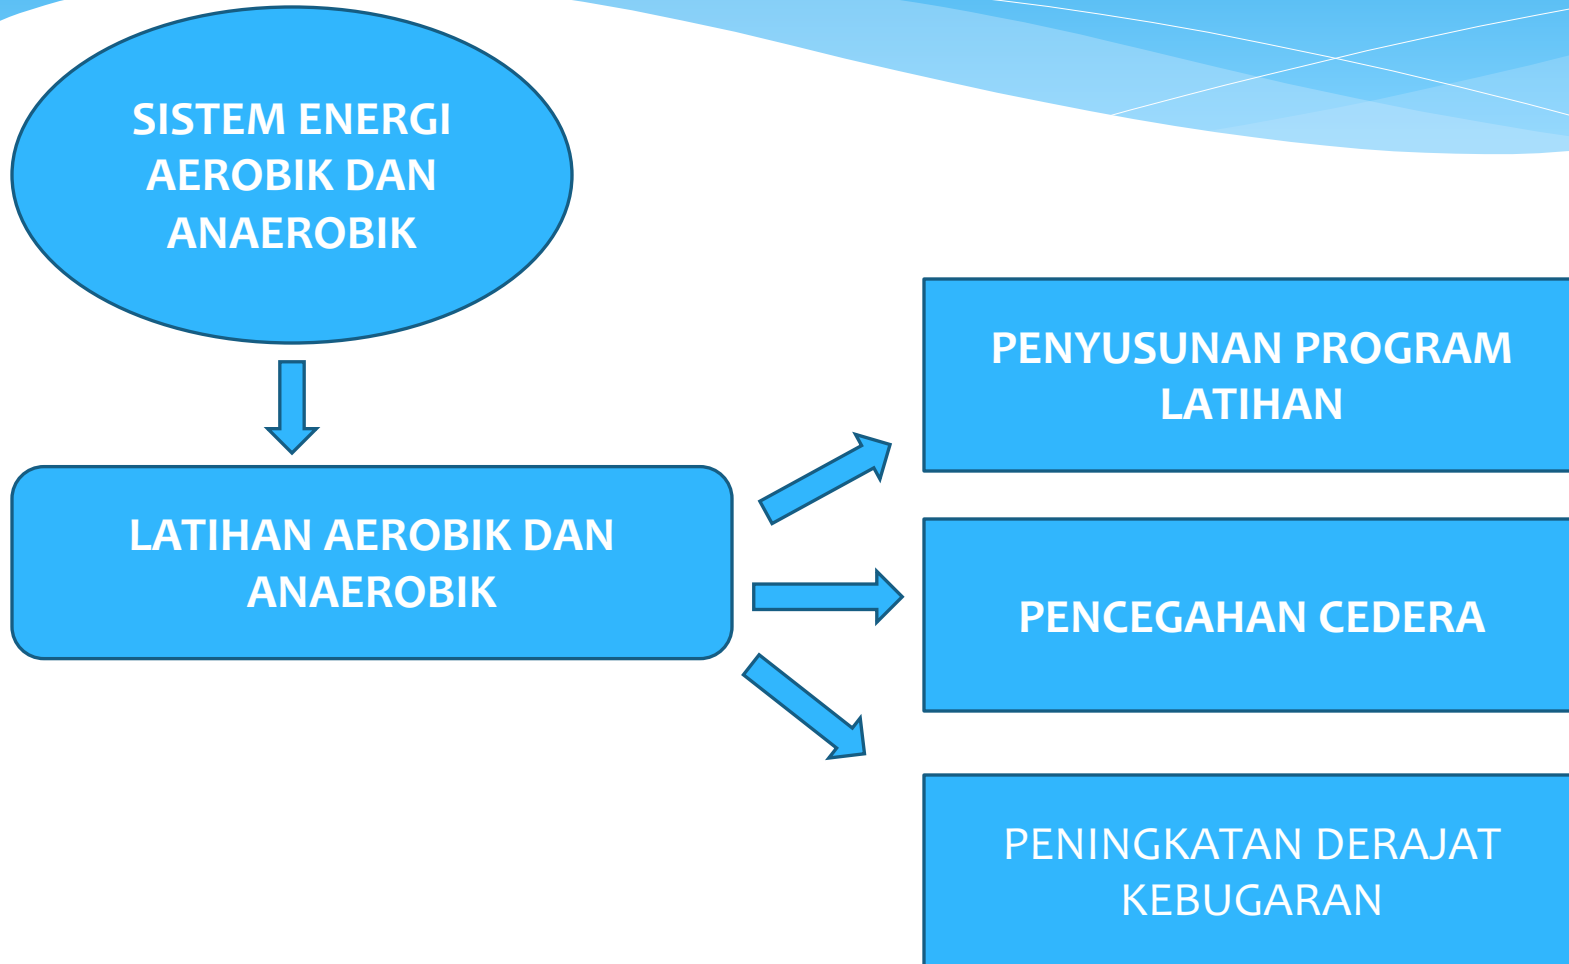 SISTEM ENERGI
AEROBIK DAN
ANAEROBIK
LATIHAN AEROBIK DAN
ANAEROBIK
PENYUSUNAN PROGRAM
LATIHAN
PENCEGAHAN CEDERA
PENINGKATAN DERAJAT
KEBUGARAN